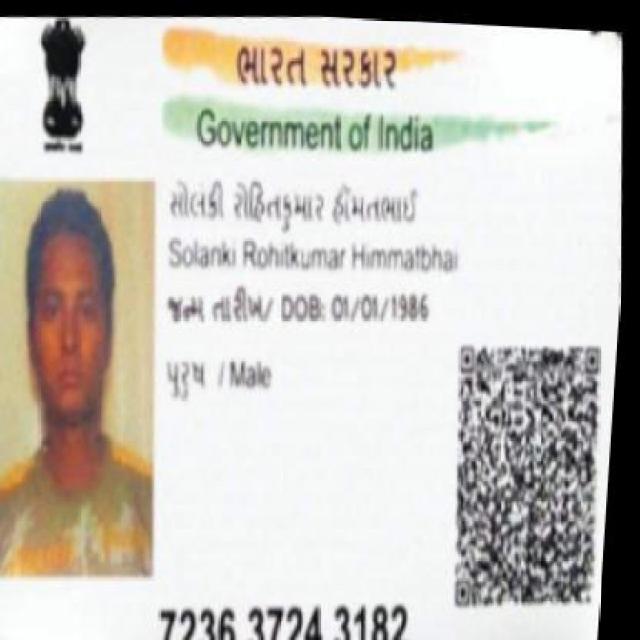 ભારત સરકાર
Government of India
સોલંકી રોહિતકુમાર હીંમતભાઈ
Solanki Rohitkumar Himmatbhai
જન્મ તારીખ/ DOB: 01/01/1986
પુરુષ / Male
7236 3724 3182